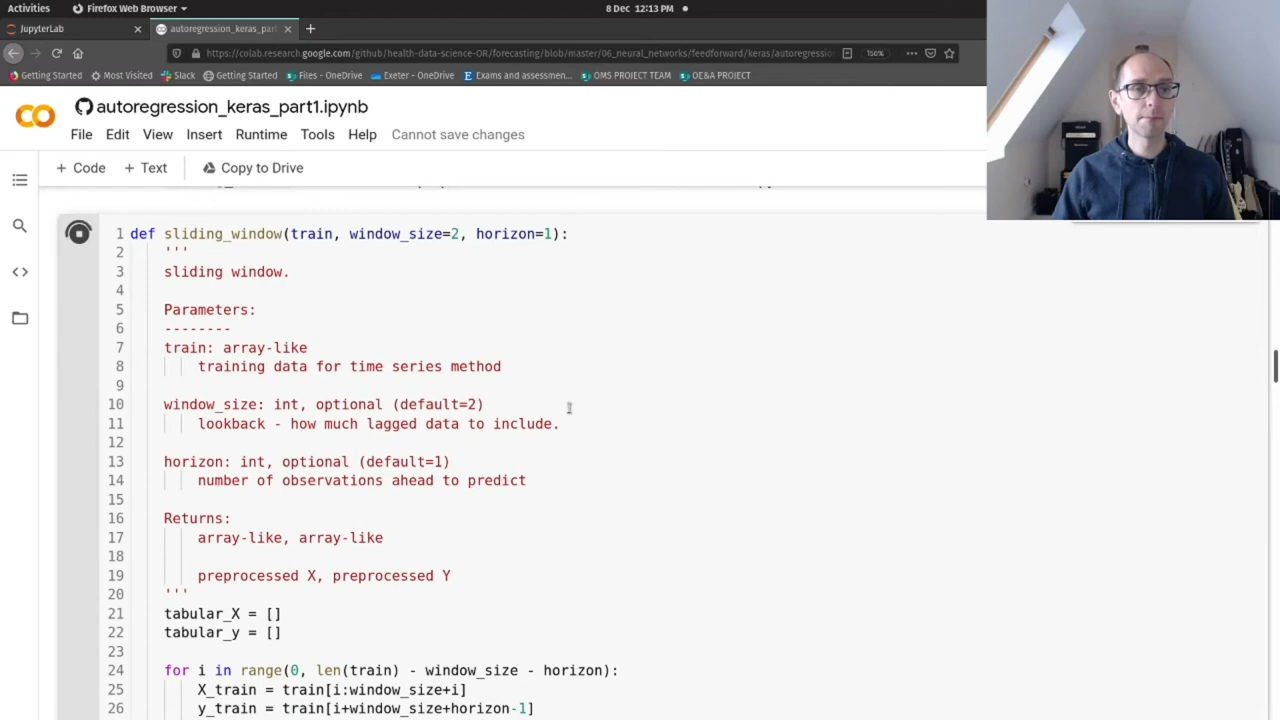 Activities
Firefox Web Browser
8 Dec 12:13 PM
JupyterLab
autoregression_keras_part
https://colab.research.google.com/github/health-data-science-OR/forecasting/blob/master/06_neural_networks/feedforward/keras/autoregression
150%
Getting Started
Most Visited
Slack
Getting Started
Files - OneDrive
Exeter - OneDrive
Exams and assessmen...
OMS PROJECT TEAM
OE&A PROJECT
autoregression_keras_part1.ipynb
File Edit View Insert Runtime Tools Help Cannot save changes
+ Code + Text Copy to Drive
1 def sliding_window(train, window_size=2, horizon=1):
2 '''
3 sliding window.
4
5 Parameters:
6 --------
7 train: array-like
8 training data for time series method
9
10 window_size: int, optional (default=2)
11 lookback - how much lagged data to include.
12
13 horizon: int, optional (default=1)
14 number of observations ahead to predict
15
16 Returns:
17 array-like, array-like
18
19 preprocessed X, preprocessed Y
20 '''
21 tabular_X = []
22 tabular_y = []
23
24 for i in range(0, len(train) - window_size - horizon):
25 X_train = train[i:window_size+i]
26 y_train = train[i+window_size+horizon-1]